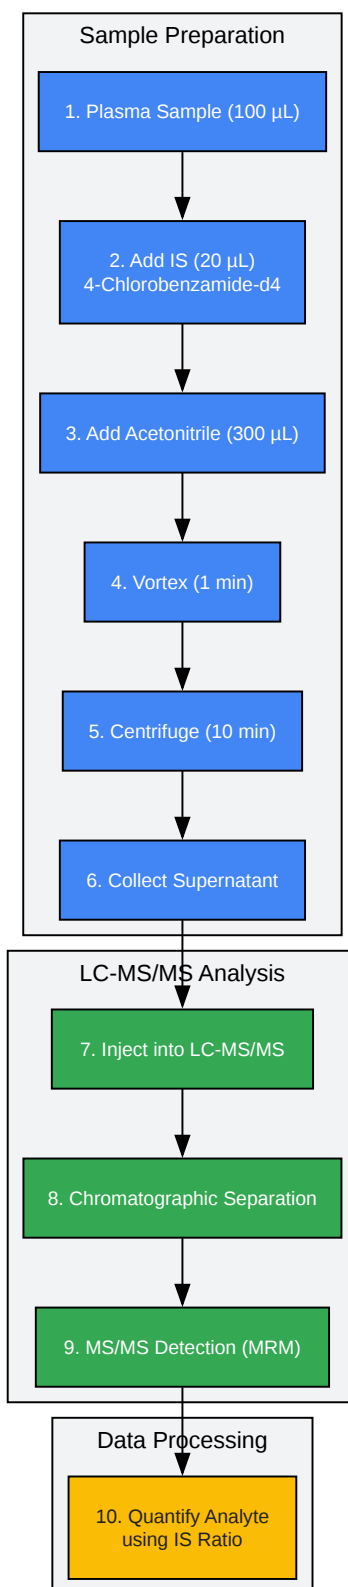 Sample Preparation
1. Plasma Sample (100 µL)
2. Add IS (20 µL)
4-Chlorobenzamide-d4
3. Add Acetonitrile (300 µL)
4. Vortex (1 min)
5. Centrifuge (10 min)
6. Collect Supernatant
LC-MS/MS Analysis
7. Inject into LC-MS/MS
8. Chromatographic Separation
9. MS/MS Detection (MRM)
Data Processing
10. Quantify Analyte
using IS Ratio